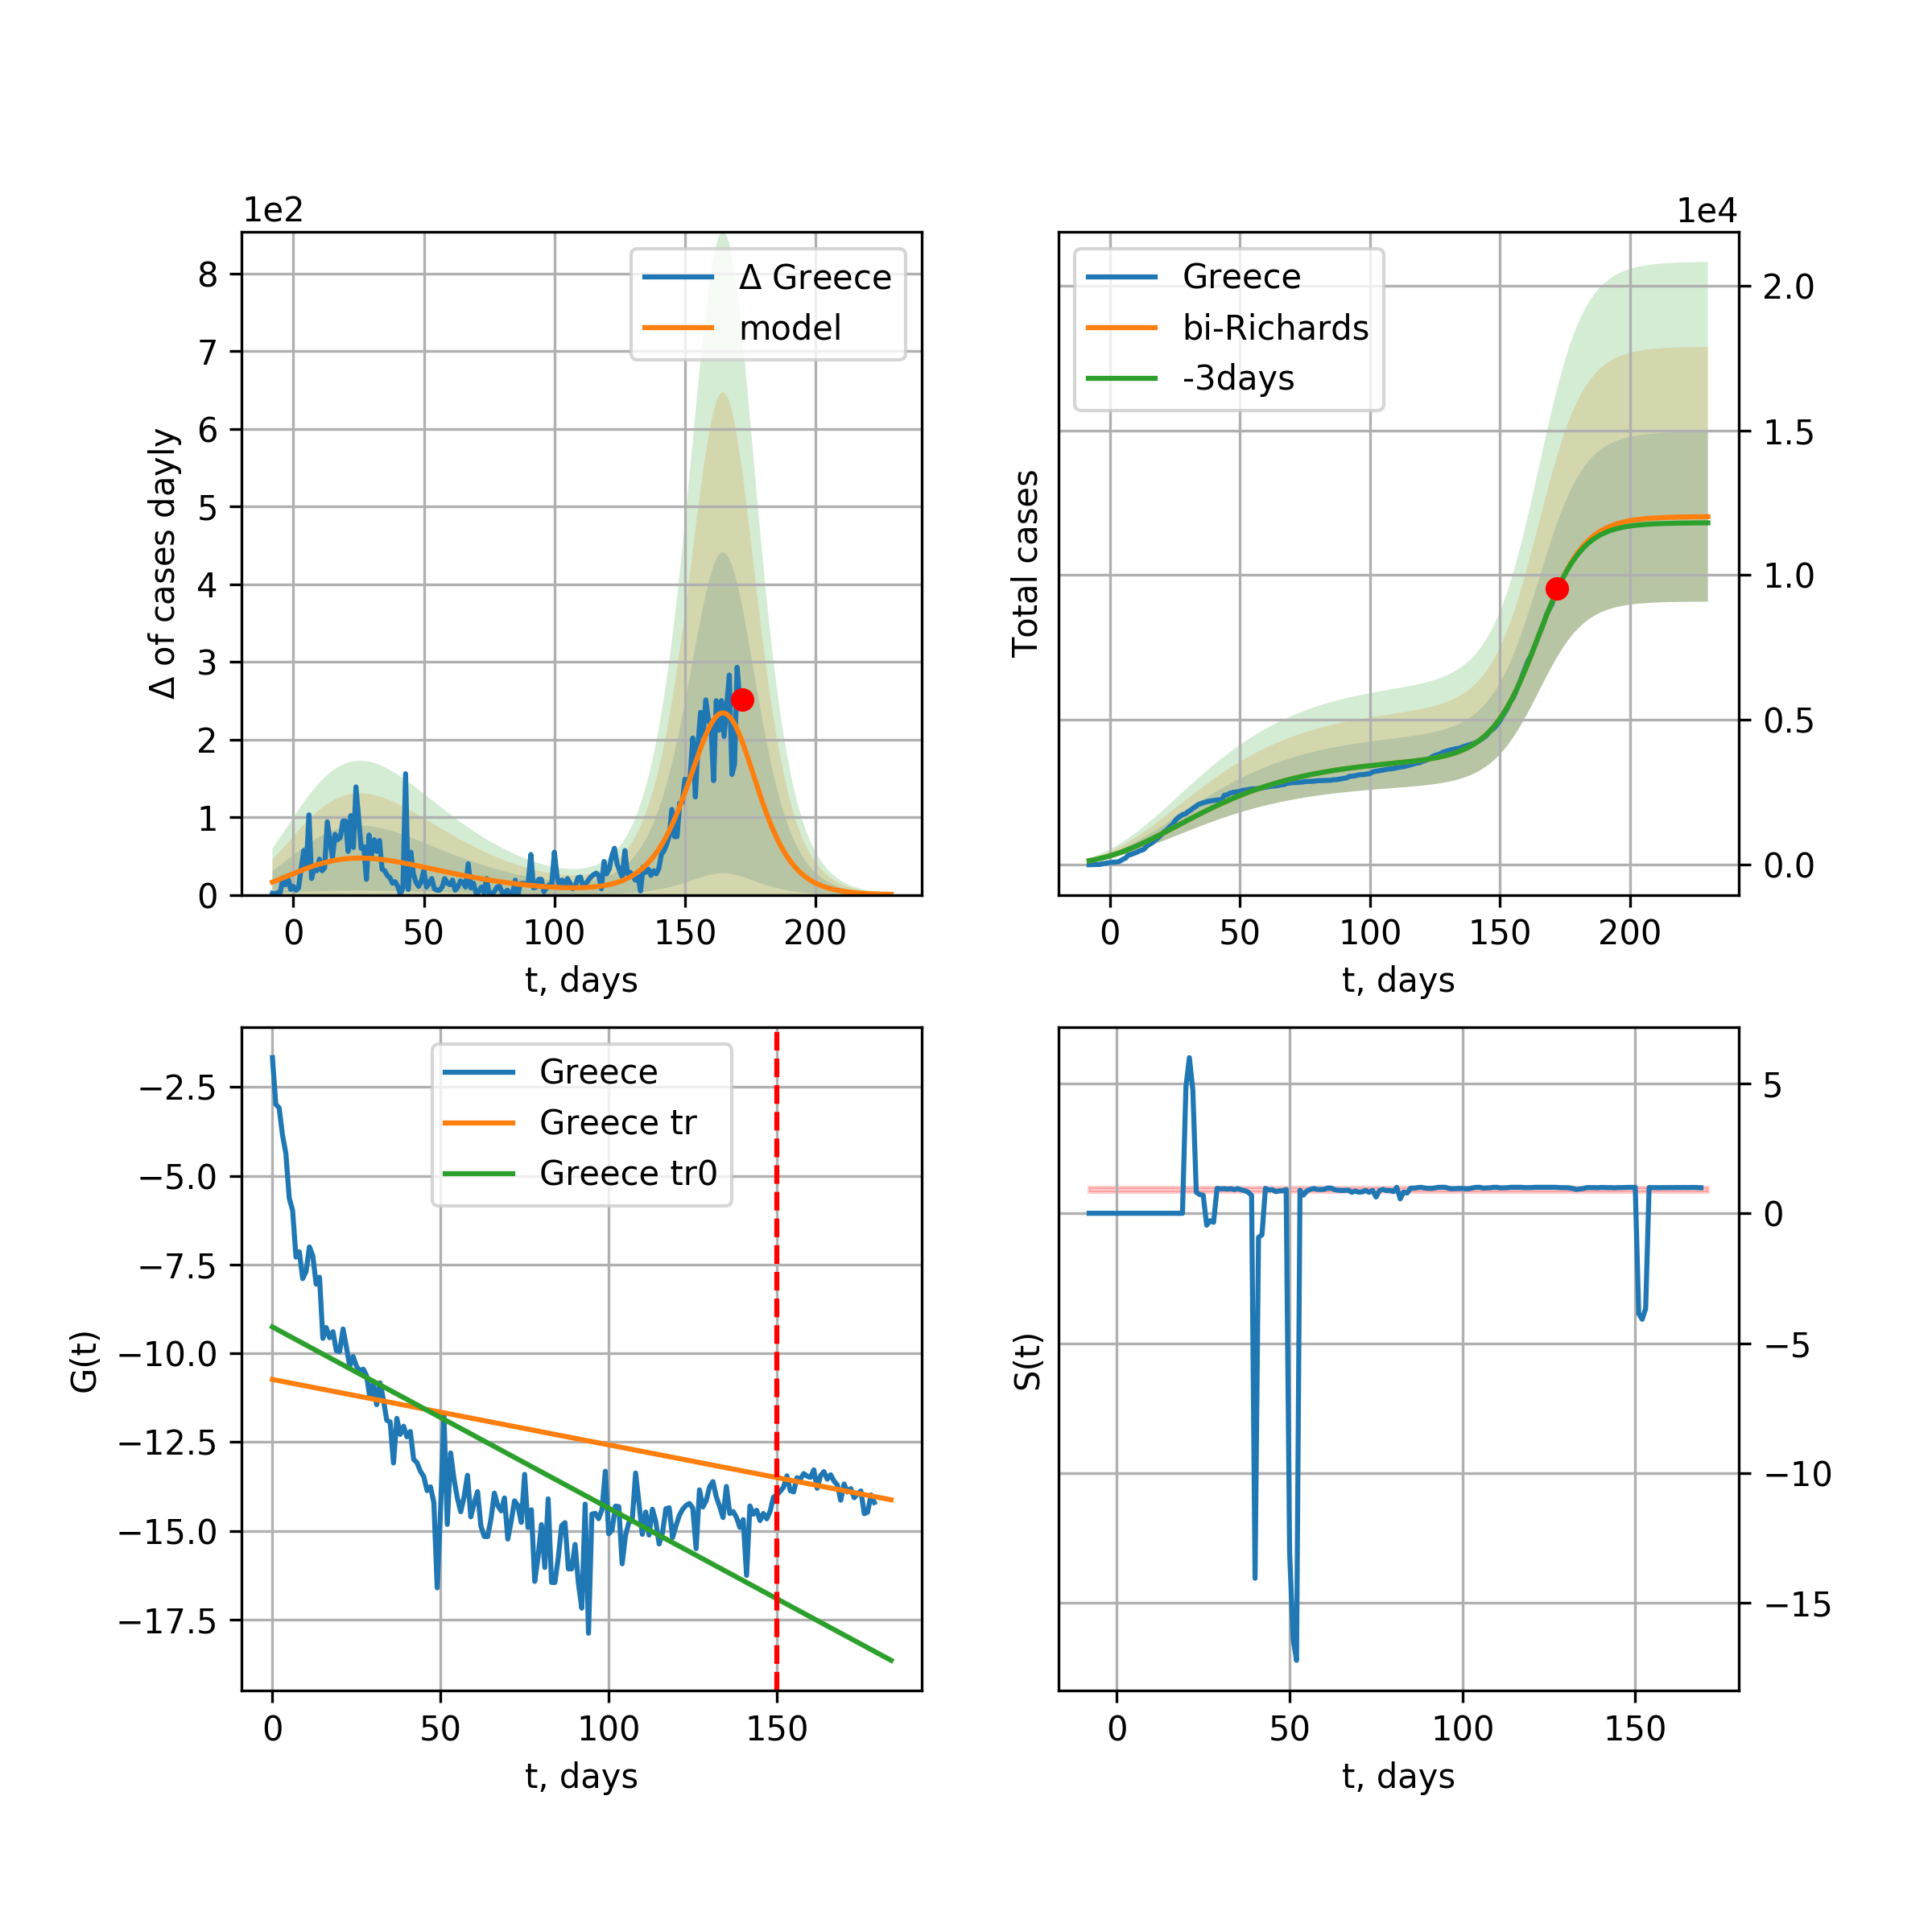 1e2
Δ of cases dayly
8
7
6
5
4
3
2
1
0
0 50 100 150 200
t, days
Δ Greece
model
1e4
Total cases
Greece
bi-Richards
-3days
2.0
1.5
1.0
0.5
0.0
0 50 100 150 200
t, days
G(t)
−2.5
−5.0
−7.5
−10.0
−12.5
−15.0
−17.5
Greece
Greece tr
Greece tr0
0 50 100 150
t, days
S(t)
5
0
−5
−10
−15
0 50 100 150
t, days